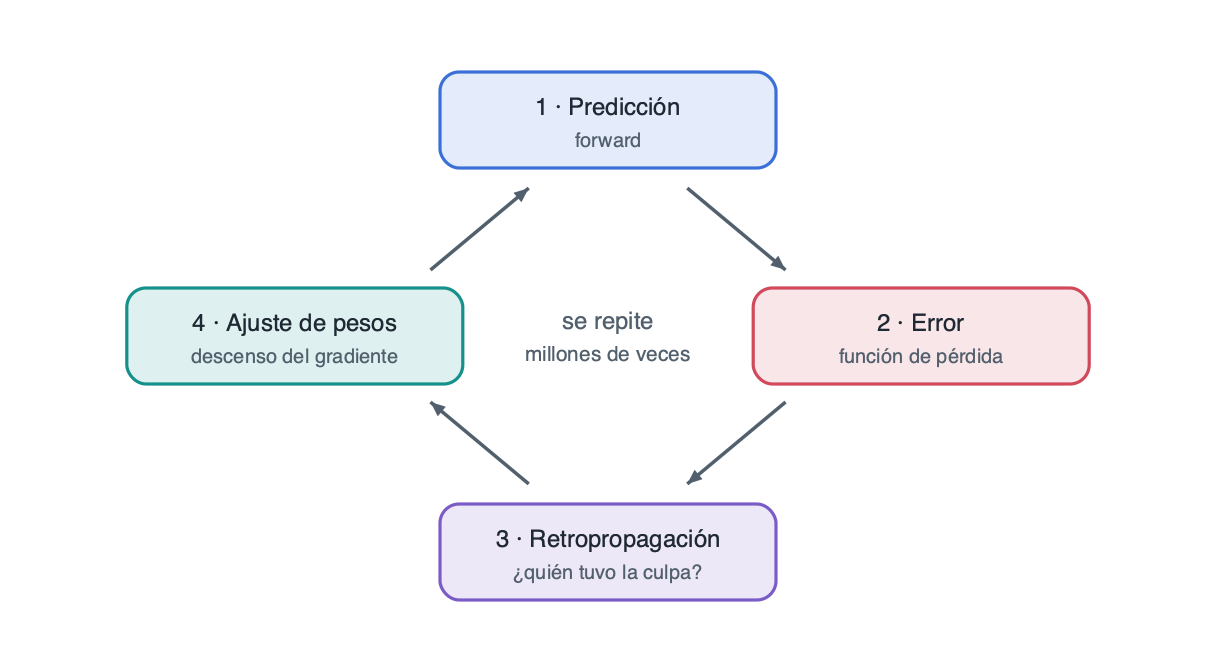 1 · Predicción
forward
4 · Ajuste de pesos
descenso del gradiente
se repite
millones de veces
2 · Error
función de pérdida
3 · Retropropagación
¿quién tuvo la culpa?